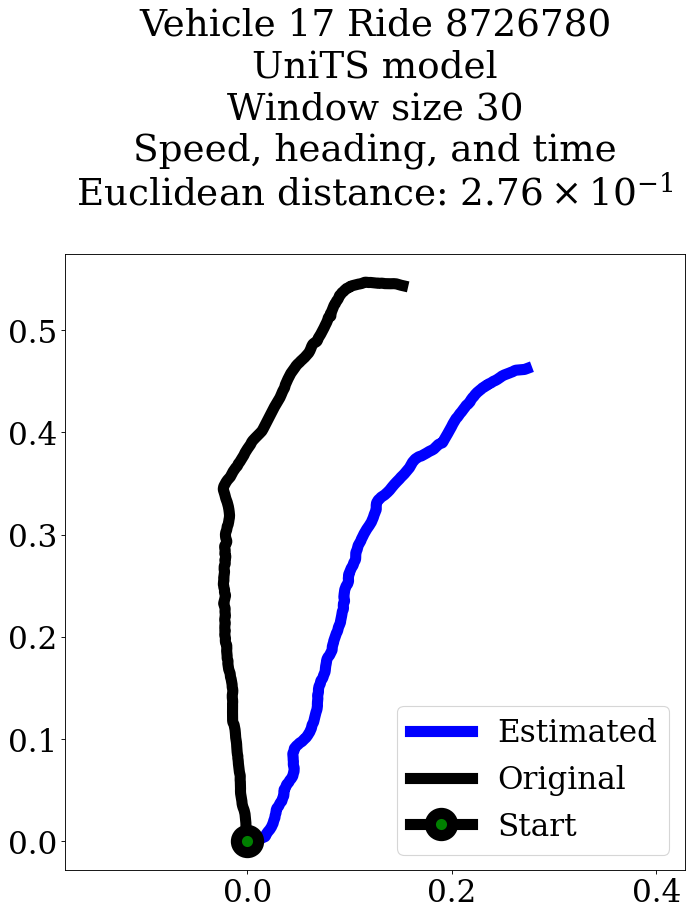 Vehicle 17 Ride 8726780
UniTS model
Window size 30
Speed, heading, and time
Euclidean distance: 2.76 × 10⁻¹
0.5
0.4
0.3
0.2
0.1
0.0
Estimated
Original
Start
0.0 0.2 0.4